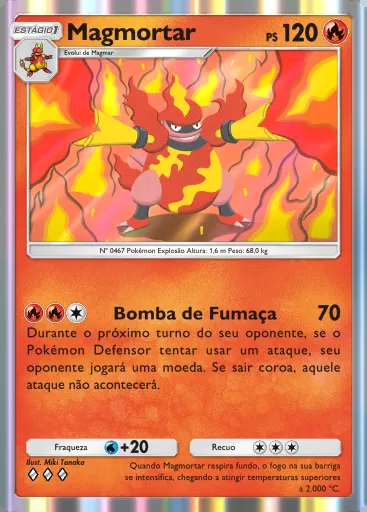 ESTÁGIO 1
Magmortar
PS 120
Evolui de Magmar
Nº 0467 Pokémon Explosão Altura: 1,6 m Peso: 68,0 kg
Bomba de Fumaça 70
Durante o próximo turno do seu oponente, se o
Pokémon Defensor tentar usar um ataque, seu
oponente jogará uma moeda. Se sair coroa, aquele
ataque não acontecerá.
Fraqueza +20 Recuo
Ilust. Miki Tanaka
Quando Magmortar respira fundo, o fogo na sua barriga
se intensifica, chegando a atingir temperaturas superiores
a 2.000 °C.